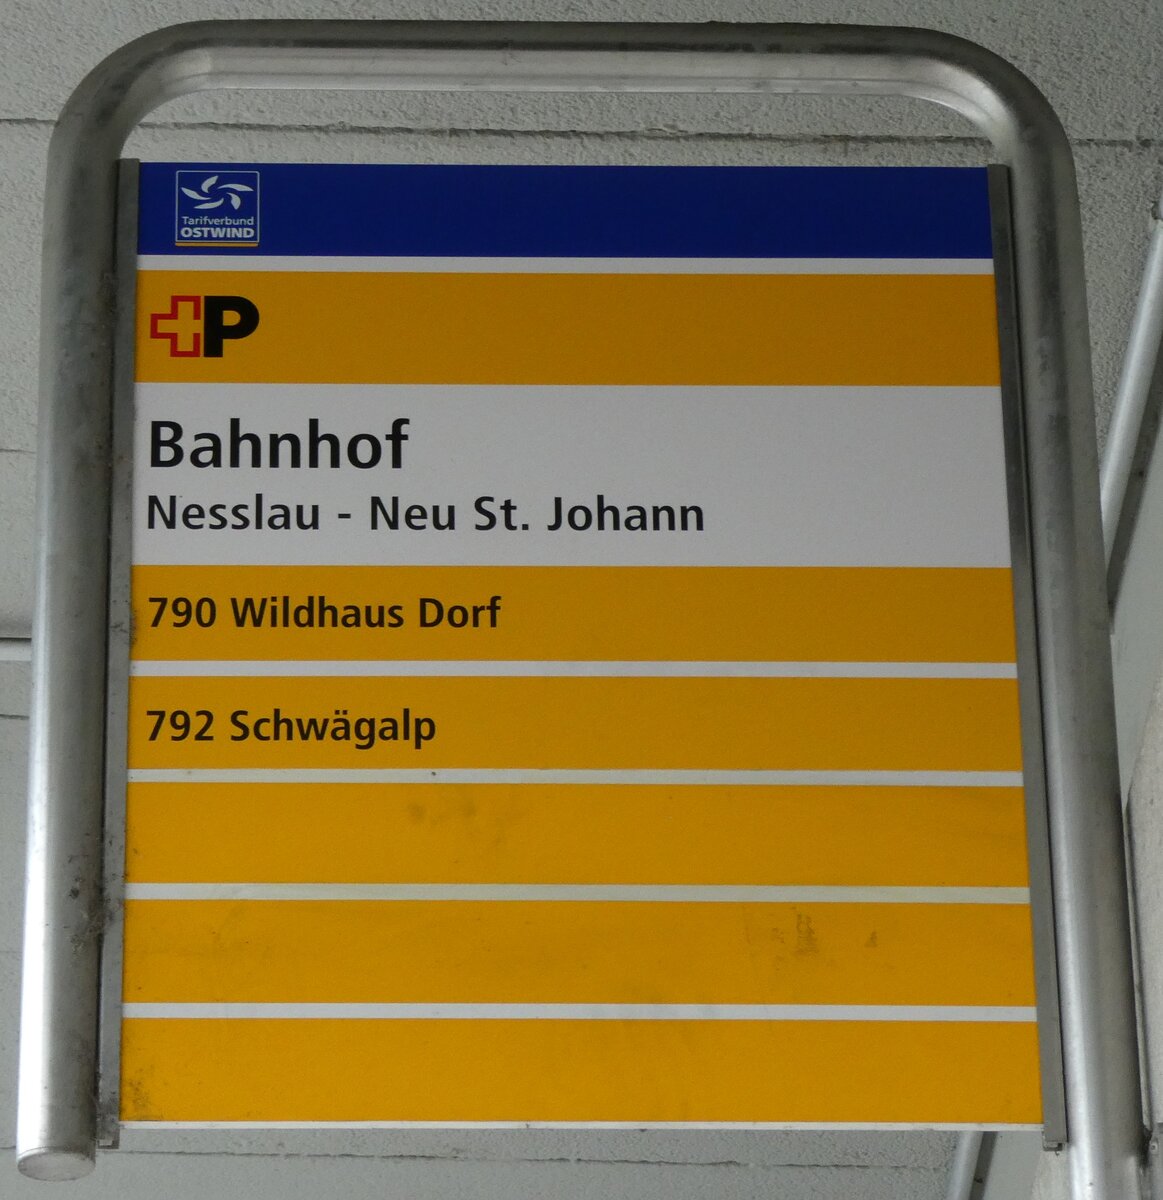 Tarifverbund
OSTWIND
P
Bahnhof
Nesslau - Neu St. Johann
790 Wildhaus Dorf
792 Schwägalp